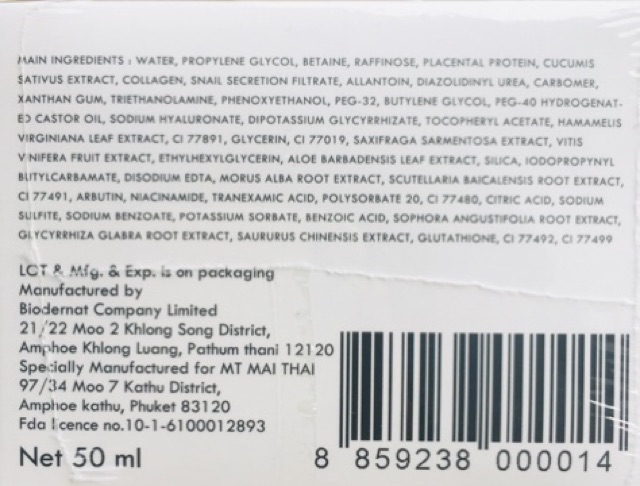 MAIN INGREDIENTS : WATER, PROPYLENE GLYCOL, BETAINE, RAFFINOSE, PLACENTAL PROTEIN, CUCUMIS
SATIVUS EXTRACT, COLLAGEN, SNAIL SECRETION FILTRATE, ALLANTOIN, DIAZOLIDINYL UREA, CARBOMER,
XANTHAN GUM, TRIETHANOLAMINE, PHENOXYETHANOL, PEG-32, BUTYLENE GLYCOL, PEG-40 HYDROGENAT-
ED CASTOR OIL, SODIUM HYALURONATE, DIPOTASSIUM GLYCYRRHIZATE, TOCOPHERYL ACETATE, HAMAMELIS
VIRGINIANA LEAF EXTRACT, CI 77891, GLYCERIN, CI 77019, SAXIFRAGA SARMENTOSA EXTRACT, VITIS
VINIFERA FRUIT EXTRACT, ETHYLHEXYLGLYCERIN, ALOE BARBADENSIS LEAF EXTRACT, SILICA, IODOPROPYNYL
BUTYLCARBAMATE, DISODIUM EDTA, MORUS ALBA ROOT EXTRACT, SCUTELLARIA BAICALENSIS ROOT EXTRACT,
CI 77491, ARBUTIN, NIACINAMIDE, TRANEXAMIC ACID, POLYSORBATE 20, CI 77480, CITRIC ACID, SODIUM
SULFITE, SODIUM BENZOATE, POTASSIUM SORBATE, BENZOIC ACID, SOPHORA ANGUSTIFOLIA ROOT EXTRACT,
GLYCYRRHIZA GLABRA ROOT EXTRACT, SAURURUS CHINENSIS EXTRACT, GLUTATHIONE, CI 77492, CI 77499
LOT & Mfg. & Exp. is on packaging
Manufactured by
Biodernat Company Limited
21/22 Moo 2 Khlong Song District,
Amphoe Khlong Luang, Pathum thani 12120
Specially Manufactured for MT MAI THAI
97/34 Moo 7 Kathu District,
Amphoe kathu, Phuket 83120
Fda licence no.10-1-6100012893
Net 50 ml
8 859238 000014